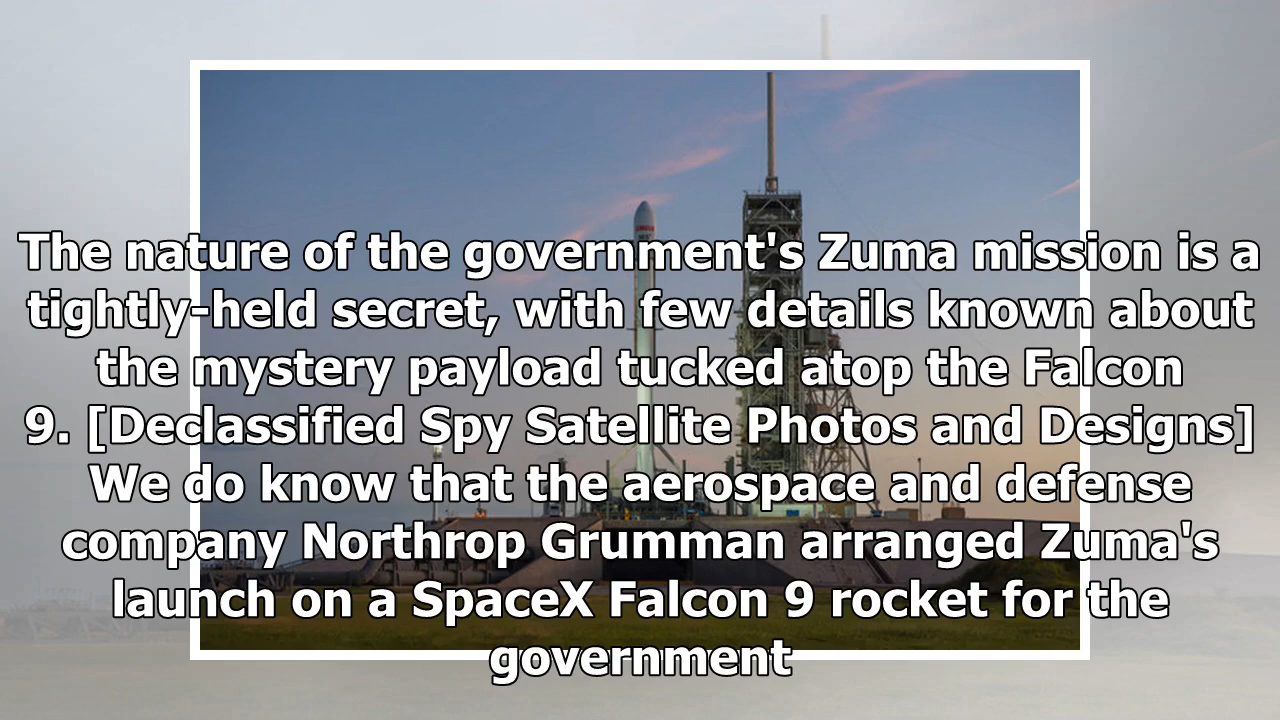 The nature of the government's Zuma mission is a
tightly-held secret, with few details known about
the mystery payload tucked atop the Falcon
9. [Declassified Spy Satellite Photos and Designs]
We do know that the aerospace and defense
company Northrop Grumman arranged Zuma's
launch on a SpaceX Falcon 9 rocket for the
government